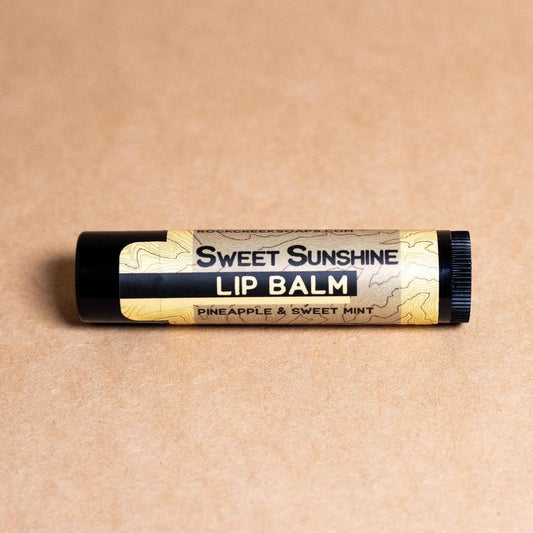 ROCKCREEKSOAPS.COM
SWEET SUNSHINE
LIP BALM
PINEAPPLE & SWEET MINT